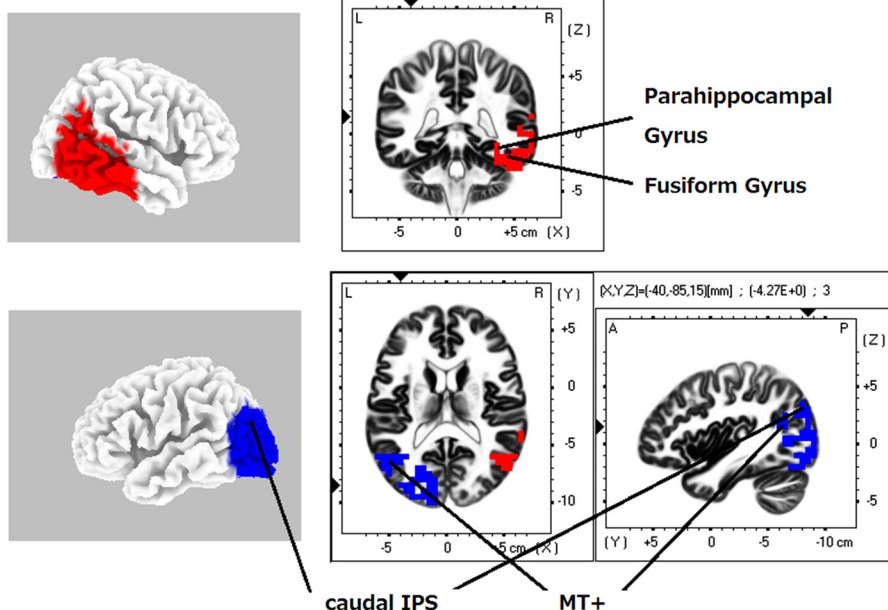 L R (Z)
+5
0
-5
-5 0 +5 cm (X)
Parahippocampal
Gyrus
Fusiform Gyrus
L R (Y)
+5
0
-5
-10
-5 0 +5 cm (X)
(X,Y,Z)=(-40,-85,15)[mm] ; (-4.27E+0) ; 3
A P (Z)
+5
0
-5
(Y) +5 0 -5 -10 cm
caudal IPS MT+